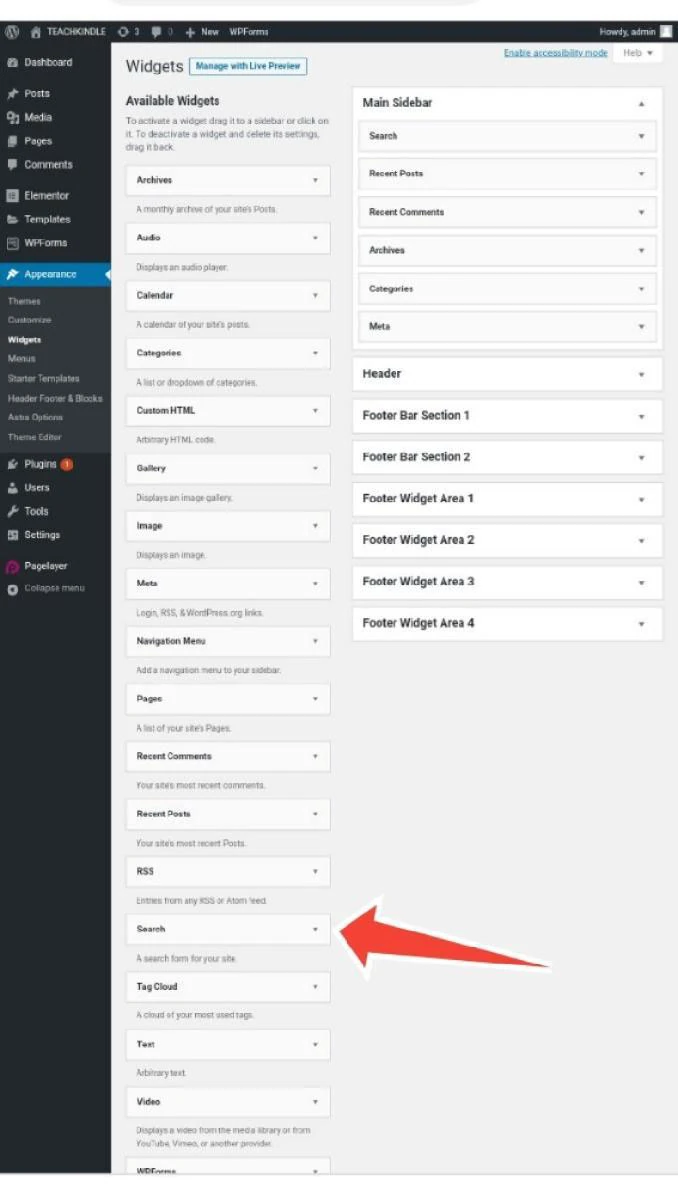 TEACHKINDLE 3 0 New WPForms Howdy, admin
Dashboard
Posts
Media
Pages
Comments
Elementor
Templates
WPForms
Appearance
Themes
Customize
Widgets
Menus
Starter Templates
Header Footer & Blocks
Astra Options
Theme Editor
Plugins 1
Users
Tools
Settings
Pagelayer
Collapse menu
Enable accessibility mode Help
Widgets Manage with Live Preview
Available Widgets
To activate a widget drag it to a sidebar or click on
it. To deactivate a widget and delete its settings,
drag it back.
Archives
A monthly archive of your site's Posts.
Audio
Displays an audio player.
Calendar
A calendar of your site's posts.
Categories
A list or dropdown of categories.
Custom HTML
Arbitrary HTML code.
Gallery
Displays an image gallery.
Image
Displays an image.
Meta
Login, RSS, & WordPress.org links.
Navigation Menu
Add a navigation menu to your sidebar.
Pages
A list of your site's Pages.
Recent Comments
Your site's most recent comments.
Recent Posts
Your site's most recent Posts.
RSS
Entries from any RSS or Atom feed.
Search
A search form for your site.
Tag Cloud
A cloud of your most used tags.
Text
Arbitrary text.
Video
Displays a video from the media library or from
YouTube, Vimeo, or another provider.
WPForms
Main Sidebar
Search
Recent Posts
Recent Comments
Archives
Categories
Meta
Header
Footer Bar Section 1
Footer Bar Section 2
Footer Widget Area 1
Footer Widget Area 2
Footer Widget Area 3
Footer Widget Area 4